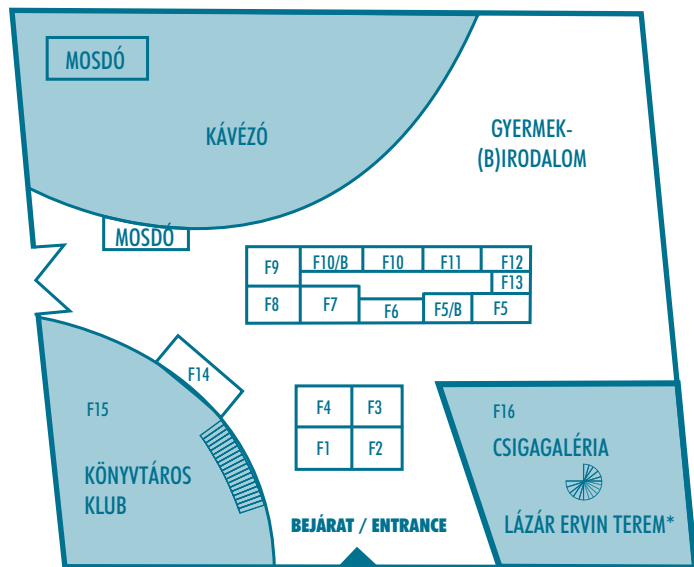 MOSDÓ
KÁVÉZÓ
GYERMEK-
(B)IRODALOM
MOSDÓ
F9
F10/B
F10
F11
F12
F13
F8
F7
F6
F5/B
F5
F14
F15
F4
F3
F1
F2
F16
KÖNYVTÁROS
KLUB
CSIGAGALÉRIA
LÁZÁR ERVIN TEREM*
BEJÁRAT / ENTRANCE